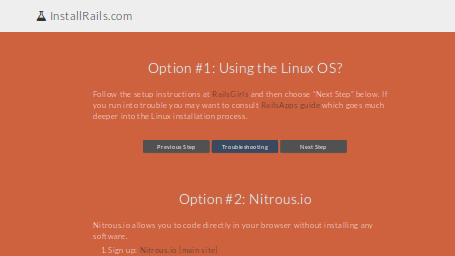 InstallRails.com
Option #1: Using the Linux OS?
Follow the setup instructions at RailsGirls and then choose "Next Step" below. If
you run into trouble you may want to consult RailsApps guide which goes much
deeper into the Linux installation process.
Previous Step Troubleshooting Next Step
Option #2: Nitrous.io
Nitrous.io allows you to code directly in your browser without installing any
software.
1. Sign up: Nitrous.io [main site]